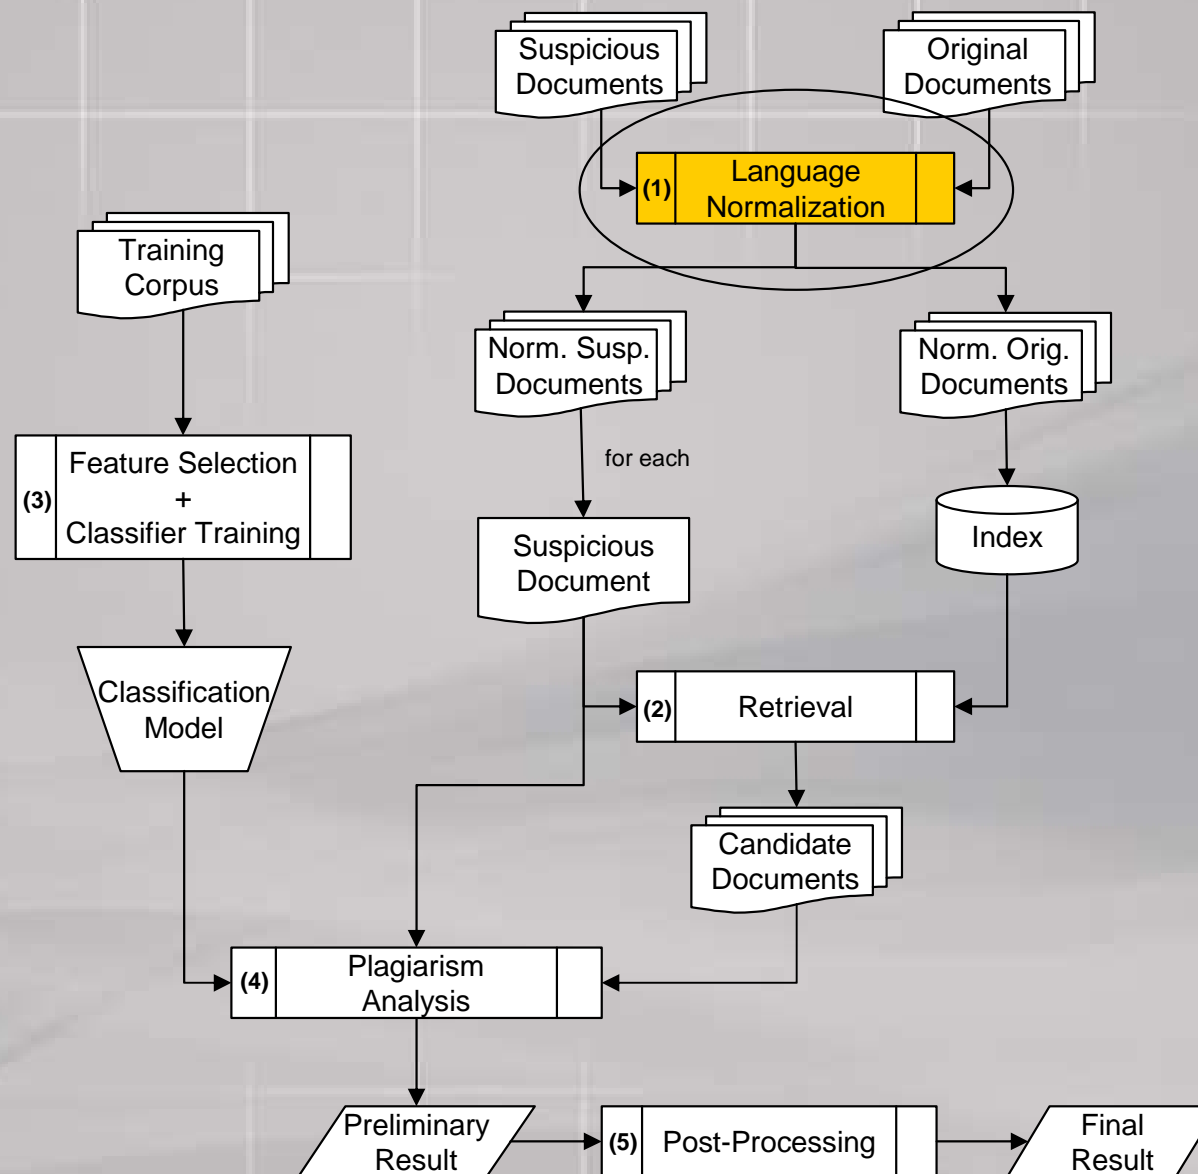 Suspicious
Documents
Original
Documents
(1)
Language
Normalization
Training
Corpus
Norm. Susp.
Documents
Norm. Orig.
Documents
for each
(3)
Feature Selection
+
Classifier Training
Suspicious
Document
Index
Classification
Model
(2)
Retrieval
Candidate
Documents
(4)
Plagiarism
Analysis
Preliminary
Result
(5)
Post-Processing
Final
Result